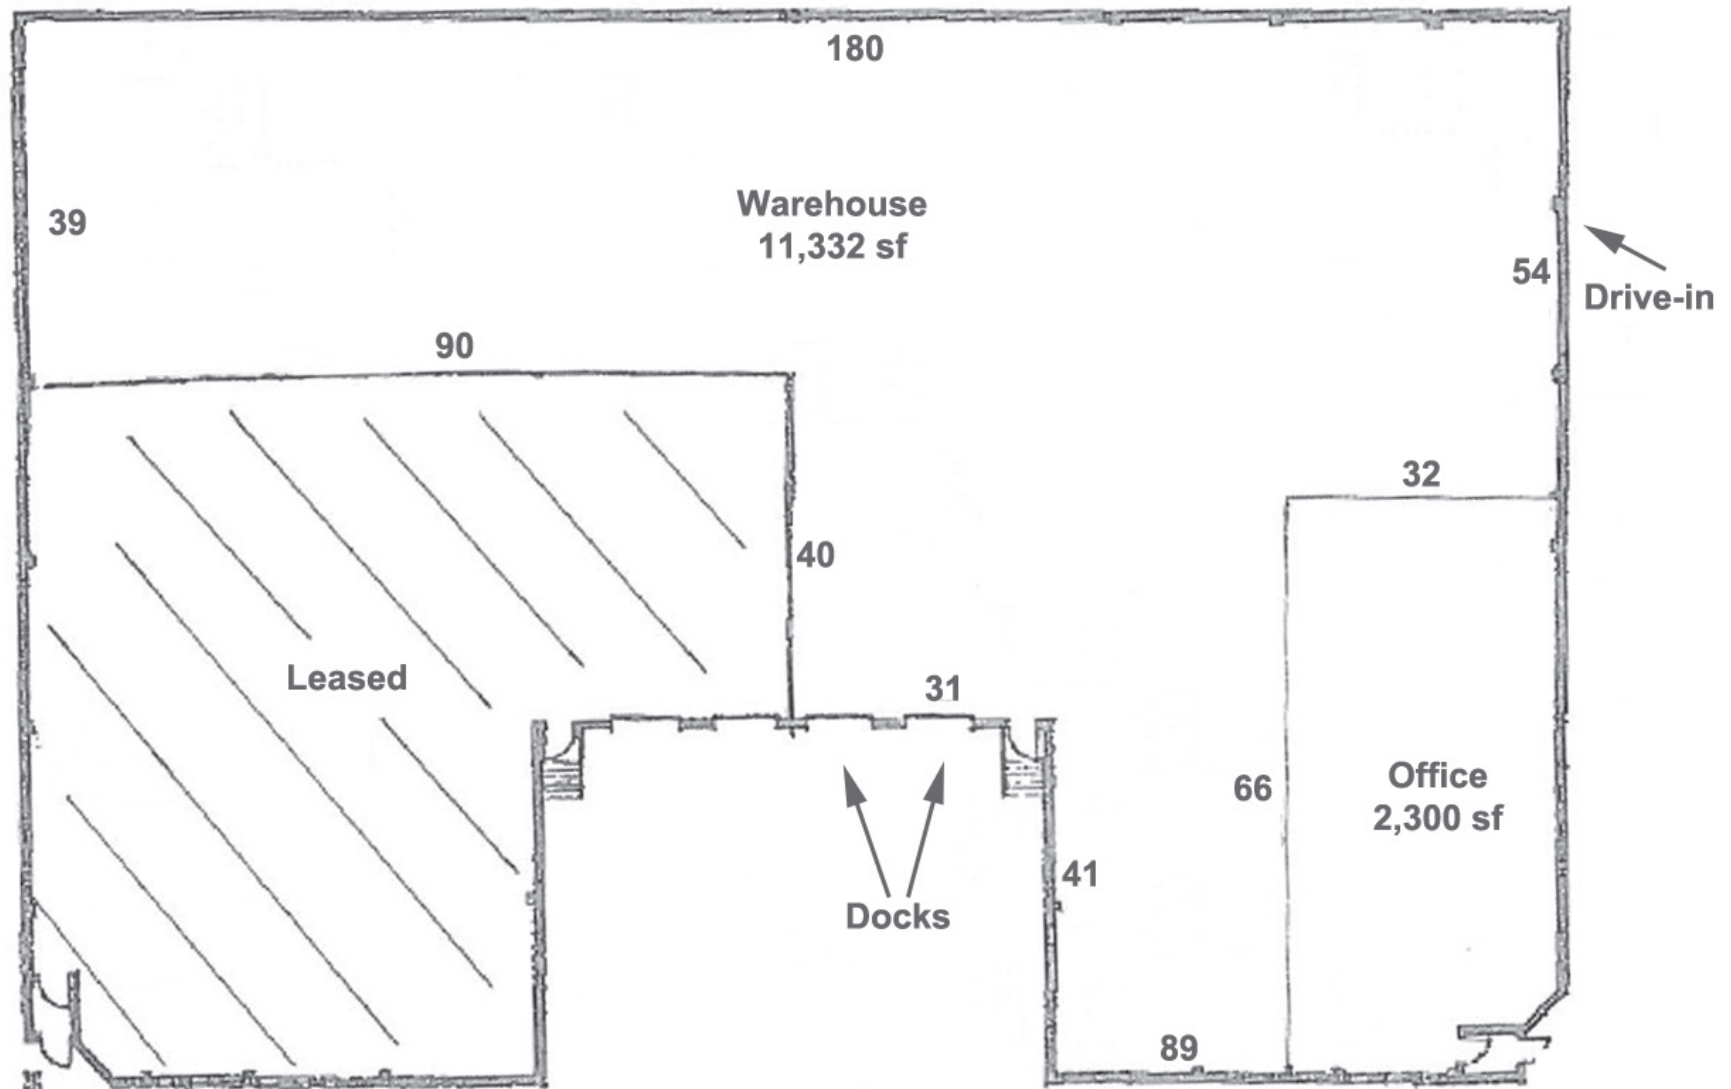 180
39
Warehouse
11,332 sf
54
Drive-in
90
32
40
Leased
31
66
Office
2,300 sf
41
Docks
89